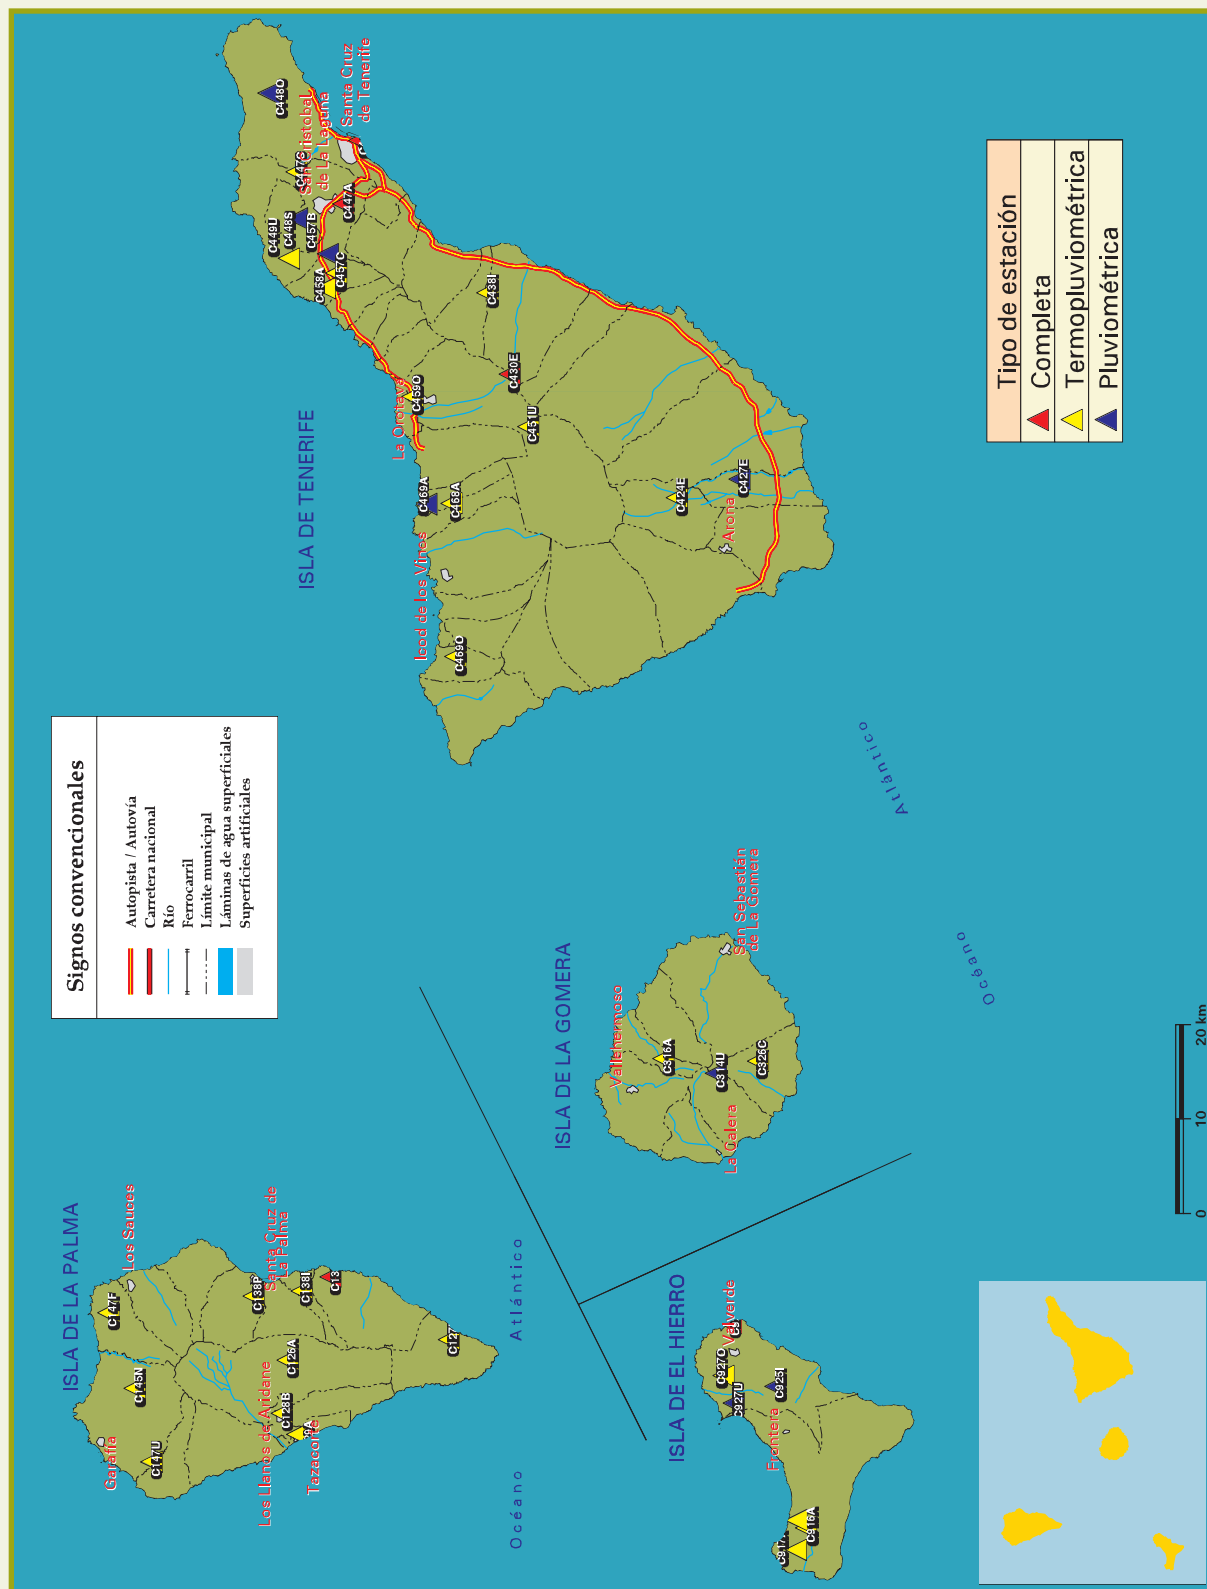 ISLA DE LA PALMA
Los Sauces
Santa Cruz de
La Palma
Garafía
Los Llanos de Aridane
Tazacorte
C147F
C145N
C147U
C138P
C138I
C126A
C128B
Signos convencionales
Autopista / Autovía
Carretera nacional
Río
Ferrocarril
Límite municipal
Láminas de agua superficiales
Superficies artificiales
ISLA DE TENERIFE
Santa Cruz
de Tenerife
San Cristobal
de La Laguna
La Orotava
Icod de los Vinos
Arona
C448O
C447A
C449U
C448S
C457B
C457C
C458A
C438I
C430E
C459O
C451U
C469A
C468A
C424E
C427E
C469O
ISLA DE LA GOMERA
Vallehermoso
San Sebastián
de La Gomera
La Calera
C316A
C314U
C326C
ISLA DE EL HIERRO
Valverde
Frontera
C927O
C927U
C925I
C916A
Océano Atlántico
Océano Atlántico
Tipo de estación
Completa
Termopluviométrica
Pluviométrica
0 10 20 km